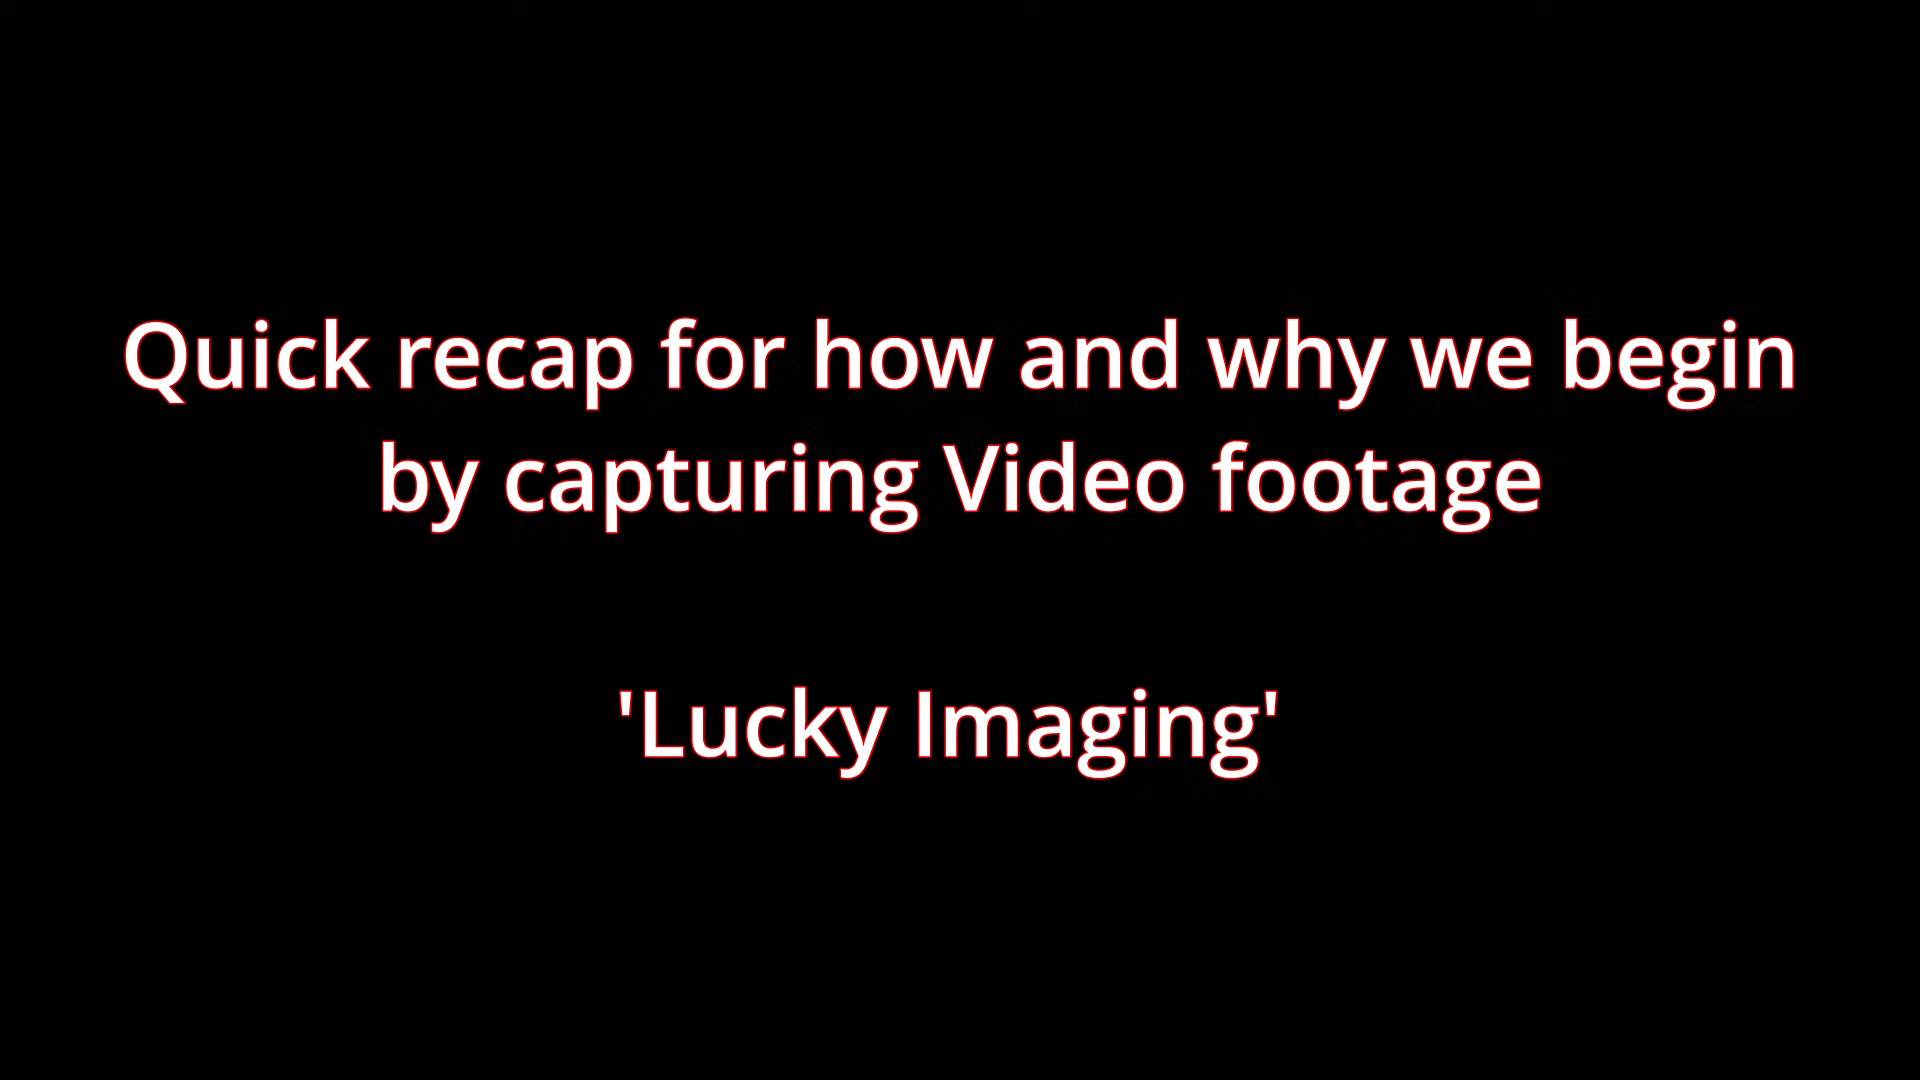 Quick recap for how and why we begin
by capturing Video footage
'Lucky Imaging'